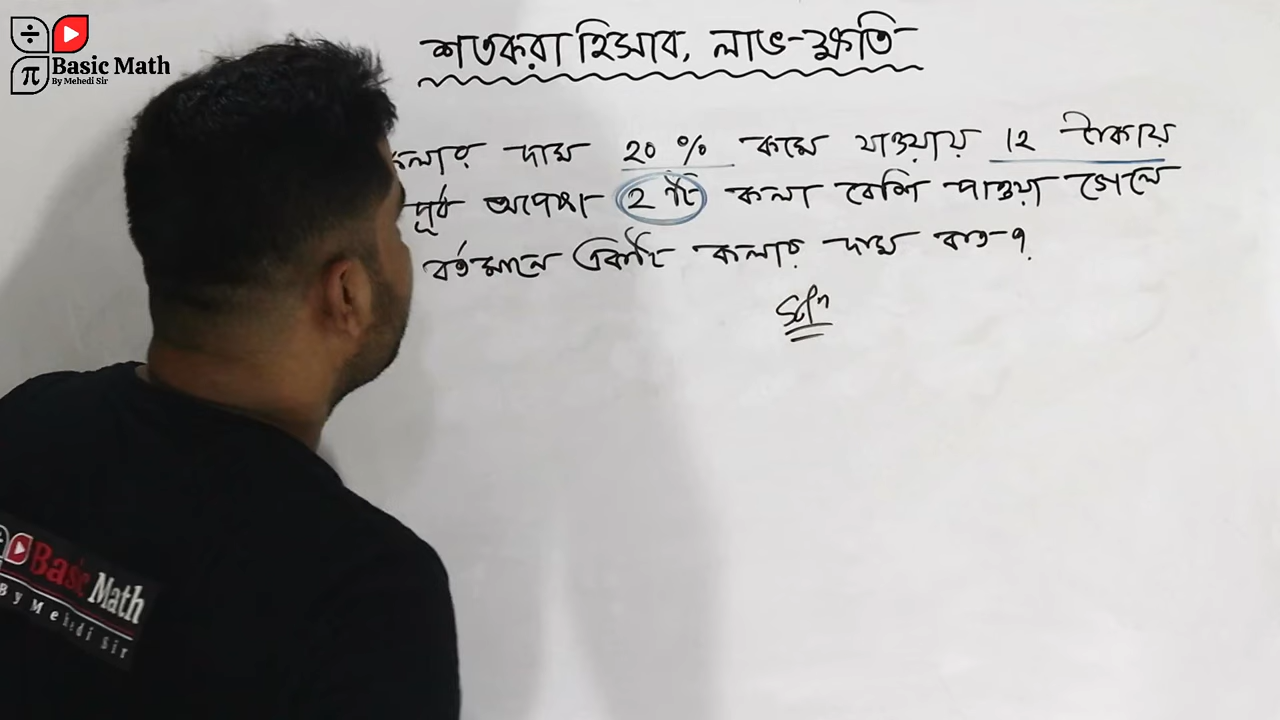 ÷
π
Basic Math
By Mehedi Sir
শতকরা হিসাব, লাভ-ক্ষতি
কলার দাম 20 % কমে যাওয়ায় 12 টাকায়
পূর্ব অপেক্ষা 2 টি কলা বেশি পাওয়া গেলে
বর্তমানে একটি কলার দাম কত?
Solⁿ
Basic Math
By Mehedi Sir